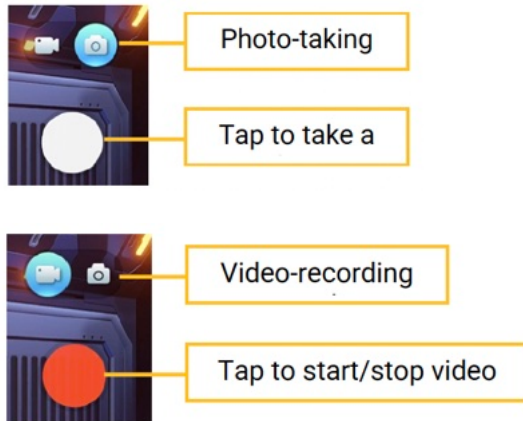 Photo-taking
Tap to take a
Video-recording
Tap to start/stop video